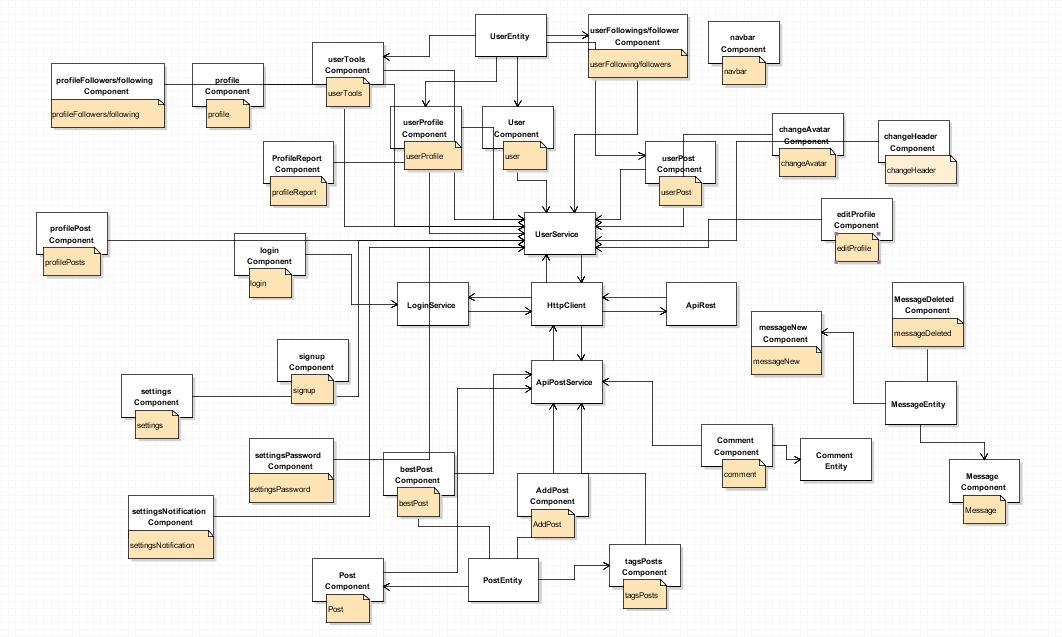 UserEntity
userFollowings/follower
Component
userFollowing/followers
navbar
Component
navbar
userTools
Component
userTools
profileFollowers/following
Component
profileFollowers/following
profile
Component
profile
userProfile
Component
userProfile
User
Component
user
changeAvatar
Component
changeAvatar
changeHeader
Component
changeHeader
ProfileReport
Component
profileReport
userPost
Component
userPost
profilePost
Component
profilePosts
login
Component
login
UserService
editProfile
Component
editProfile
LoginService
HttpClient
ApiRest
MessageDeleted
Component
messageDeleted
messageNew
Component
messageNew
signup
Component
signup
settings
Component
settings
ApiPostService
MessageEntity
settingsPassword
Component
settingsPassword
bestPost
Component
bestPost
Comment
Component
comment
Comment
Entity
Message
Component
Message
settingsNotification
Component
settingsNotification
AddPost
Component
AddPost
Post
Component
Post
PostEntity
tagsPosts
Component
tagsPosts